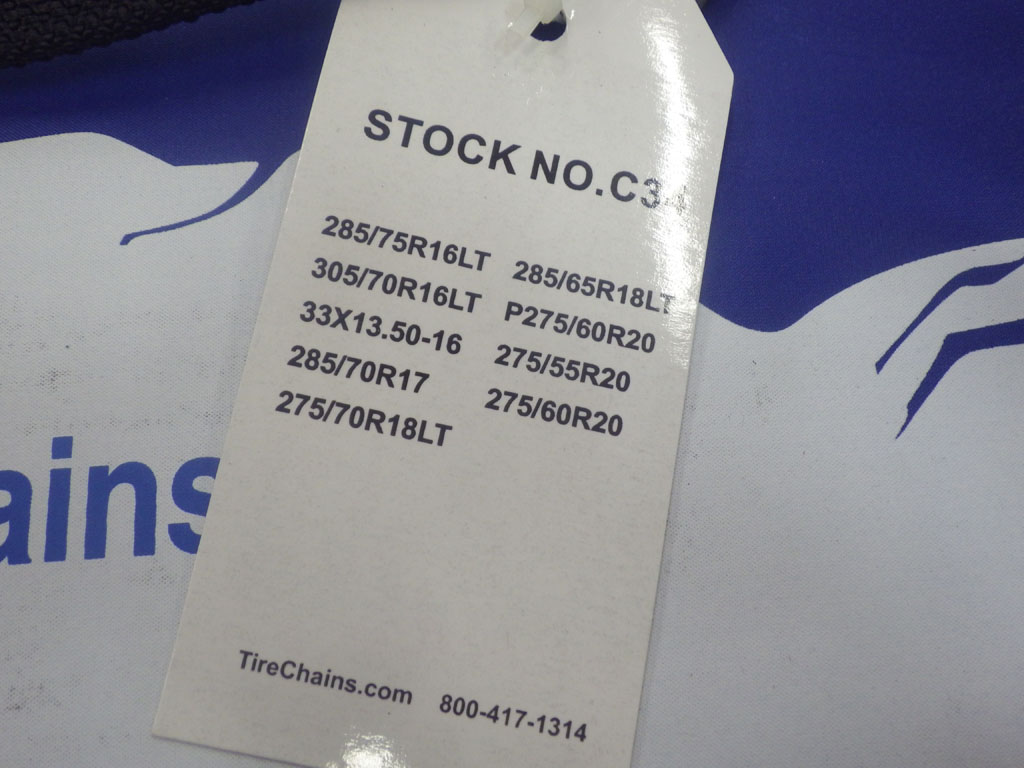 STOCK NO.C34
285/75R16LT
305/70R16LT
33X13.50-16
285/70R17
275/70R18LT
285/65R18LT
P275/60R20
275/55R20
275/60R20
ains
TireChains.com 800-417-1314